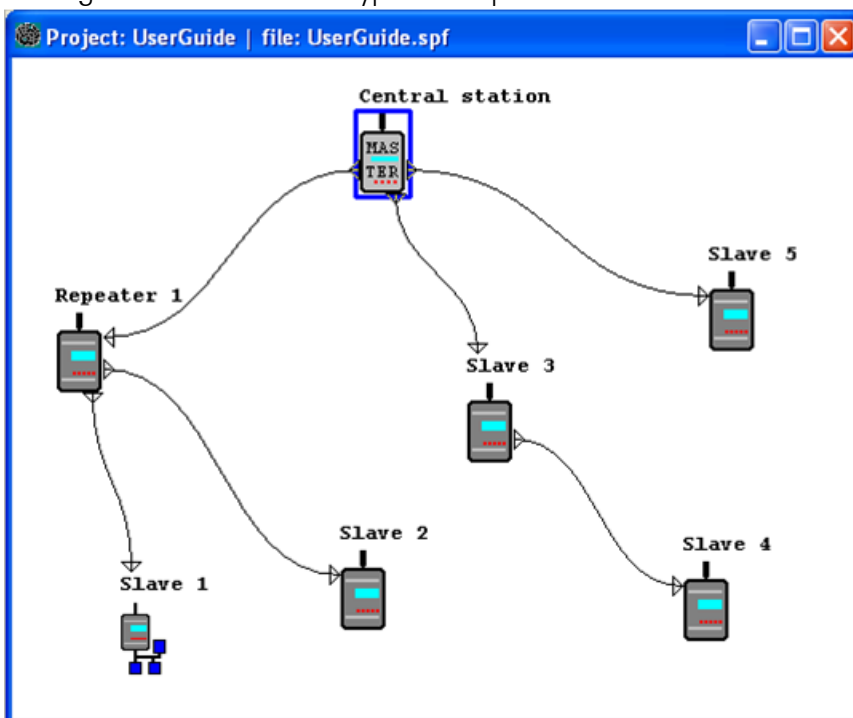 Project: UserGuide | file: UserGuide.spf
Central station
MAS
TER
Slave 5
Repeater 1
Slave 3
Slave 2
Slave 4
Slave 1